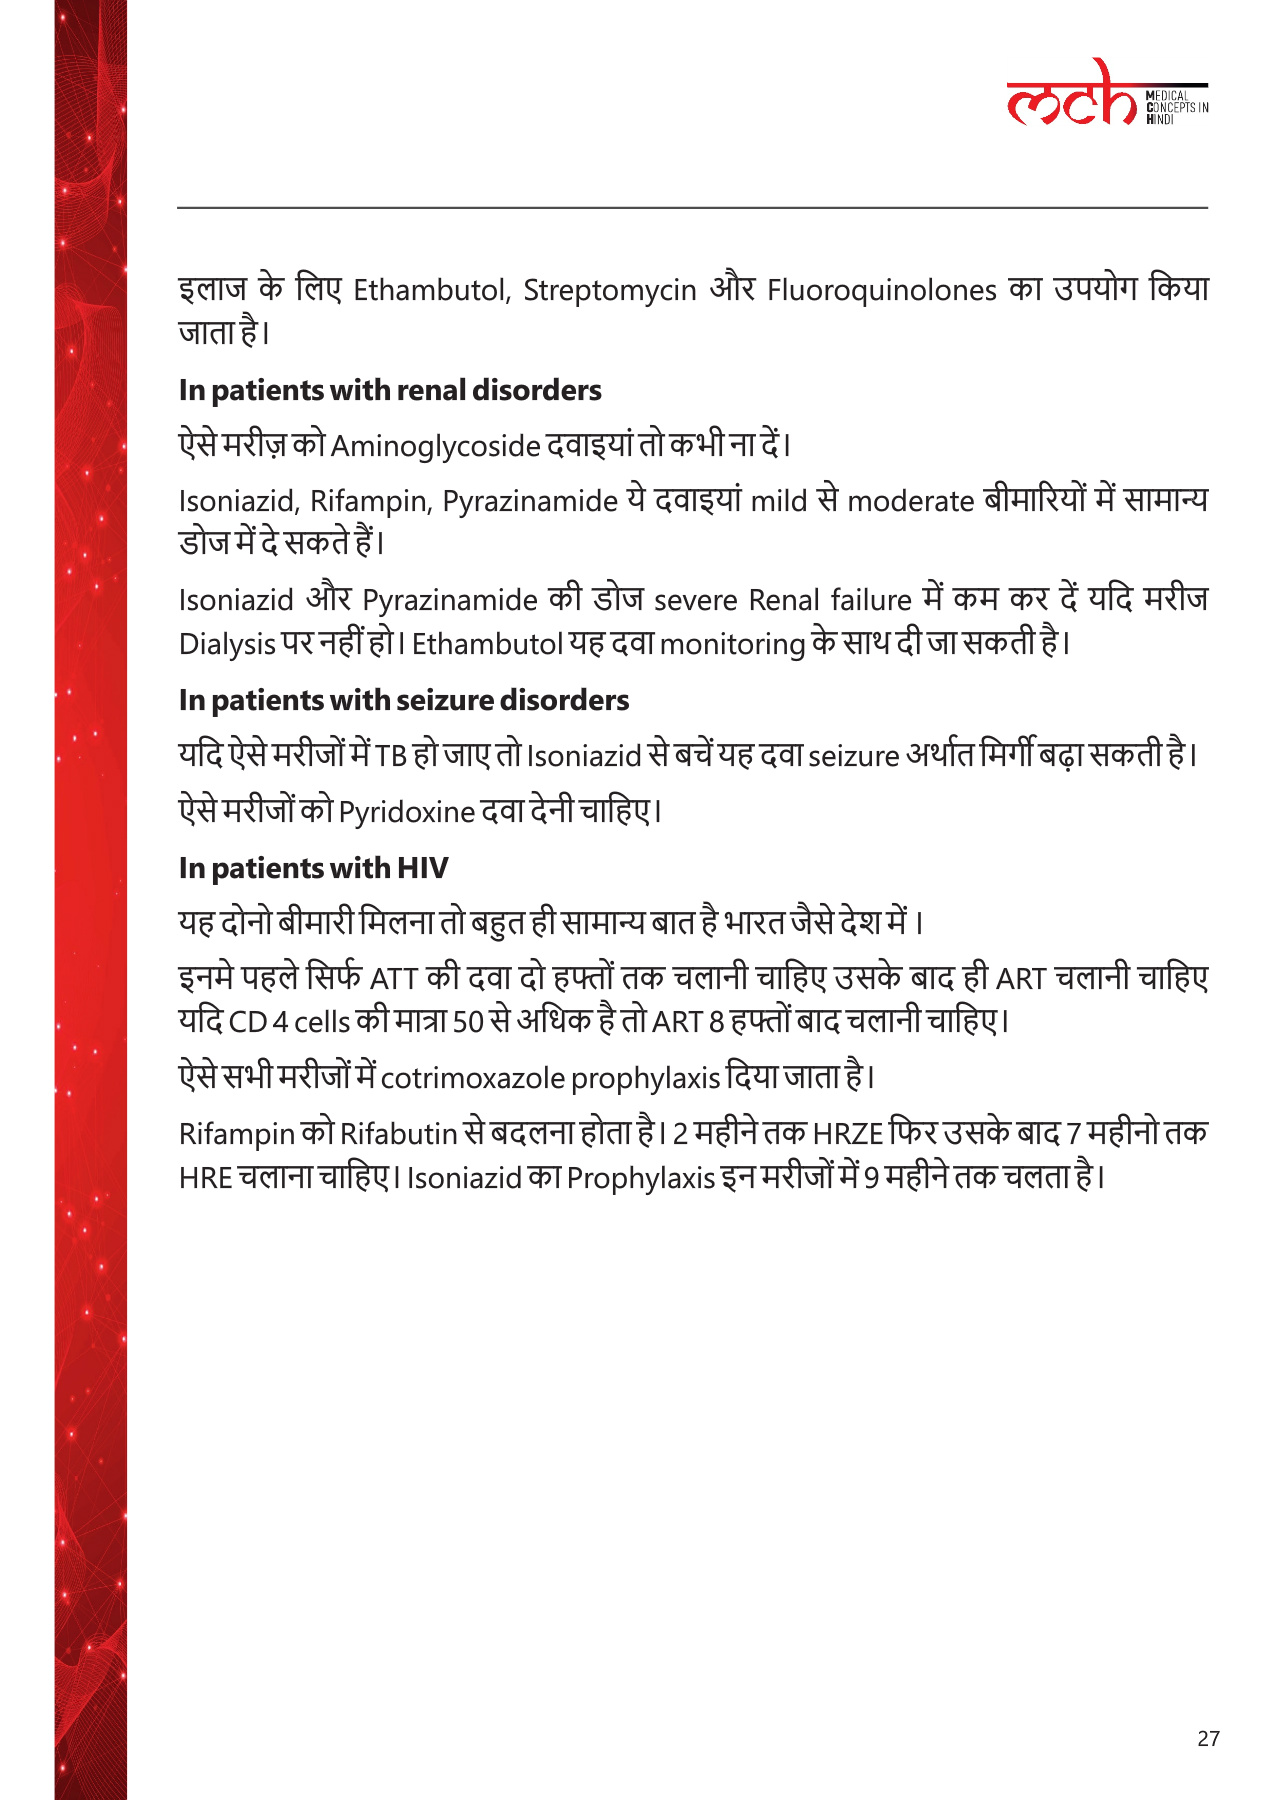 mch
MEDICAL
CONCEPTS IN
HINDI
इलाज के लिए Ethambutol, Streptomycin और Fluoroquinolones का उपयोग किया
जाता है।
In patients with renal disorders
ऐसे मरीज़ को Aminoglycoside दवाइयां तो कभी ना दें।
Isoniazid, Rifampin, Pyrazinamide ये दवाइयां mild से moderate बीमारियों में सामान्य
डोज में दे सकते हैं।
Isoniazid और Pyrazinamide की डोज severe Renal failure में कम कर दें यदि मरीज
Dialysis पर नहीं हो। Ethambutol यह दवा monitoring के साथ दी जा सकती है।
In patients with seizure disorders
यदि ऐसे मरीजों में TB हो जाए तो Isoniazid से बचें यह दवा seizure अर्थात मिर्गी बढ़ा सकती है।
ऐसे मरीजों को Pyridoxine दवा देनी चाहिए।
In patients with HIV
यह दोनो बीमारी मिलना तो बहुत ही सामान्य बात है भारत जैसे देश में ।
इनमे पहले सिर्फ ATT की दवा दो हफ्तों तक चलानी चाहिए उसके बाद ही ART चलानी चाहिए
यदि CD 4 cells की मात्रा 50 से अधिक है तो ART 8 हफ्तों बाद चलानी चाहिए।
ऐसे सभी मरीजों में cotrimoxazole prophylaxis दिया जाता है।
Rifampin को Rifabutin से बदलना होता है। 2 महीने तक HRZE फिर उसके बाद 7 महीनो तक
HRE चलाना चाहिए। Isoniazid का Prophylaxis इन मरीजों में 9 महीने तक चलता है।
27